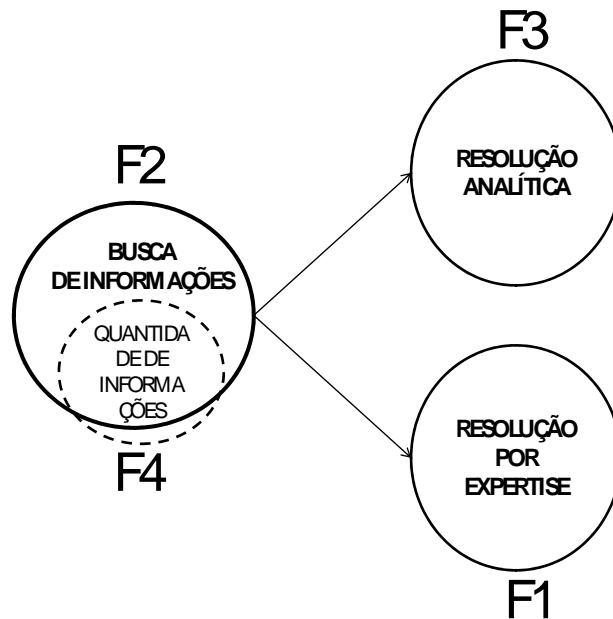 F3
RESOLUÇÃO
ANALÍTICA
F2
BUSCA
DE INFORMAÇÕES
QUANTIDA
DE DE
INFORMA
ÇÕES
F4
RESOLUÇÃO
POR
EXPERTISE
F1